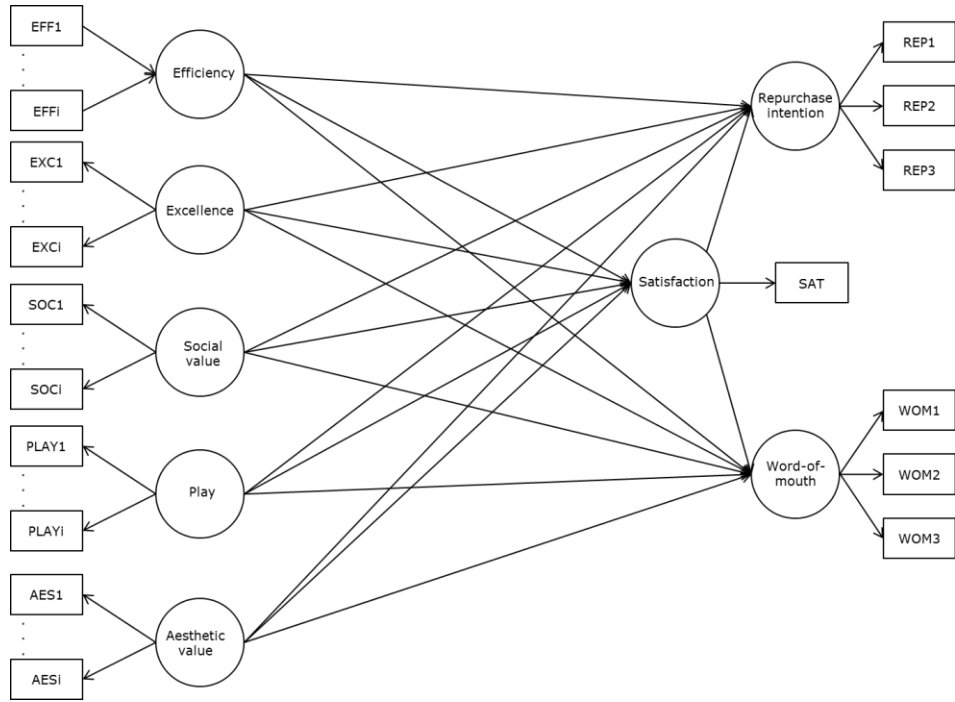 EFF1
EFFi
Efficiency
EXC1
EXCi
Excellence
SOC1
SOCi
Social
value
PLAY1
PLAYi
Play
AES1
AESi
Aesthetic
value
Satisfaction
SAT
Repurchase
intention
REP1
REP2
REP3
Word-of-
mouth
WOM1
WOM2
WOM3